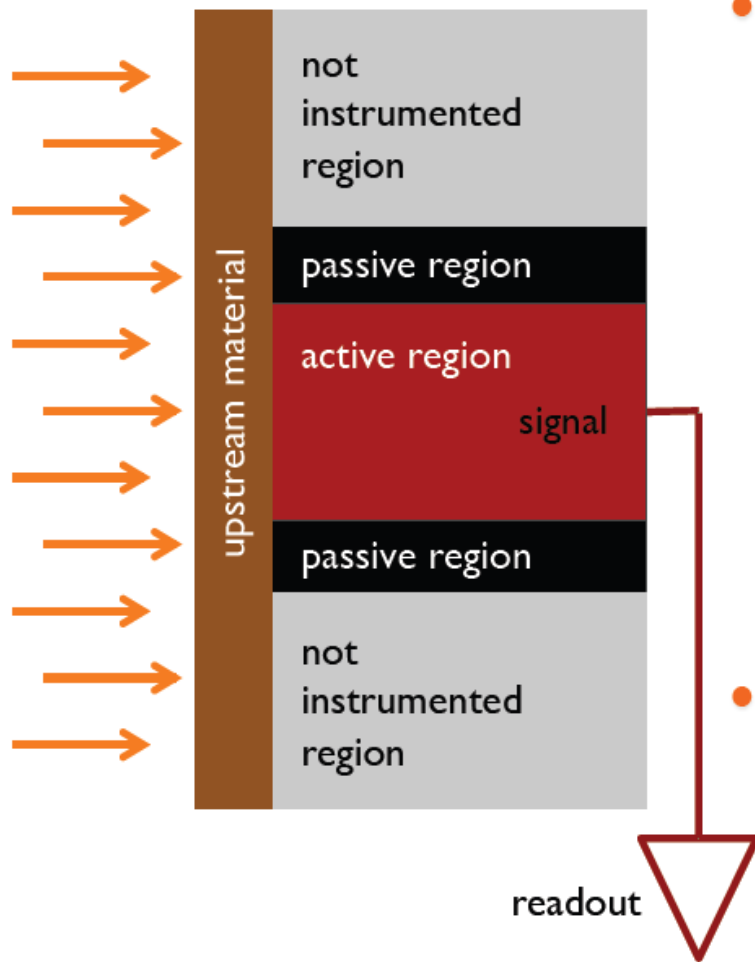 not
instrumented
region
passive region
upstream material
active region
signal
passive region
not
instrumented
region
readout